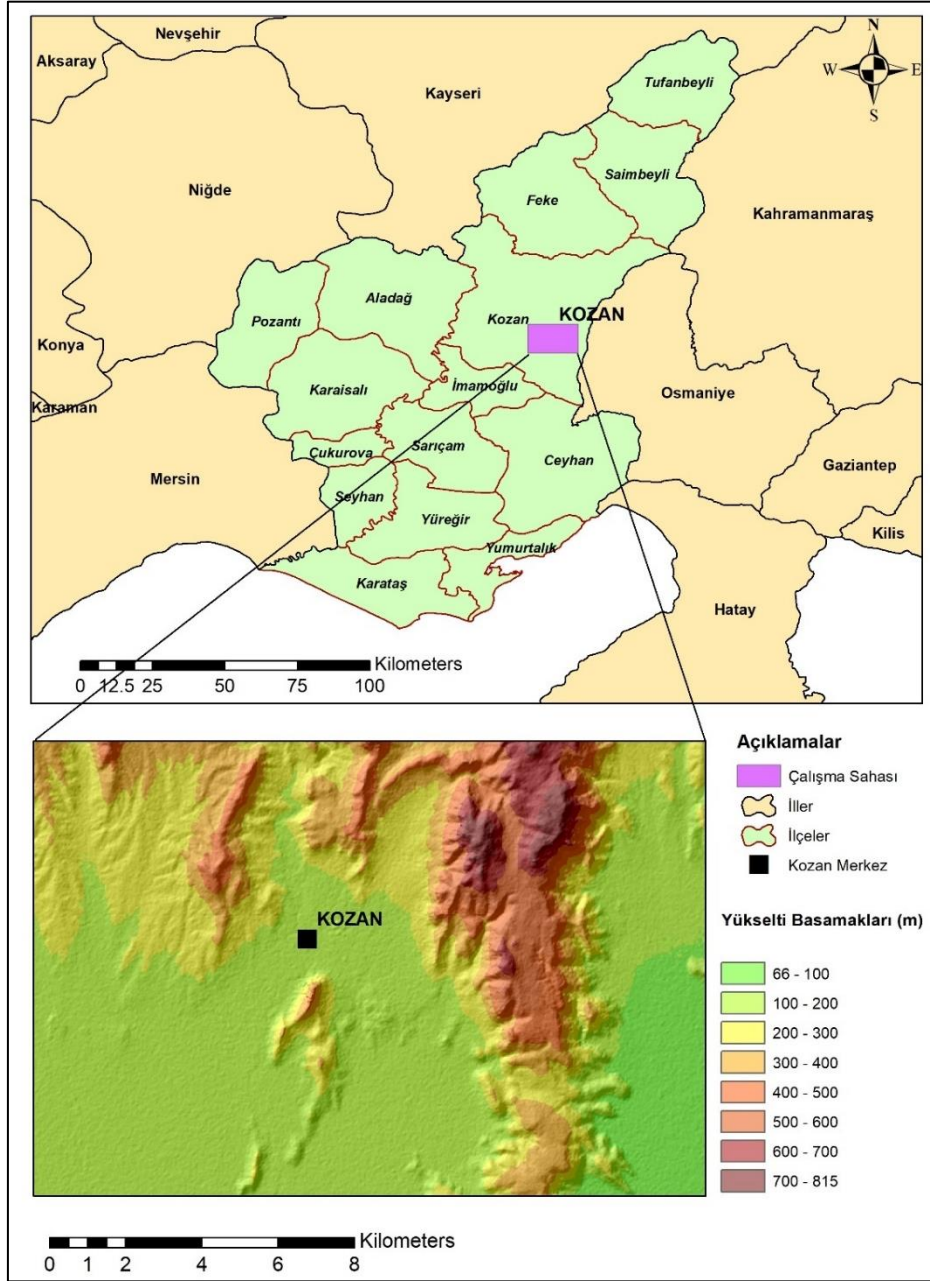 N
W E
S
Nevşehir
Aksaray
Kayseri
Tufanbeyli
Niğde
Saimbeyli
Feke
Kahramanmaraş
Aladağ
Pozantı
Kozan
KOZAN
Konya
Karaisalı
İmamoğlu
Osmaniye
Karaman
Sarıçam
Çukurova
Ceyhan
Gaziantep
Mersin
Seyhan
Yüreğir
Kilis
Yumurtalık
Karataş
Hatay
Kilometers
0 12.5 25 50 75 100
Açıklamalar
Çalışma Sahası
İller
İlçeler
Kozan Merkez
KOZAN
Yükselti Basamakları (m)
66 - 100
100 - 200
200 - 300
300 - 400
400 - 500
500 - 600
600 - 700
700 - 815
Kilometers
0 1 2 4 6 8